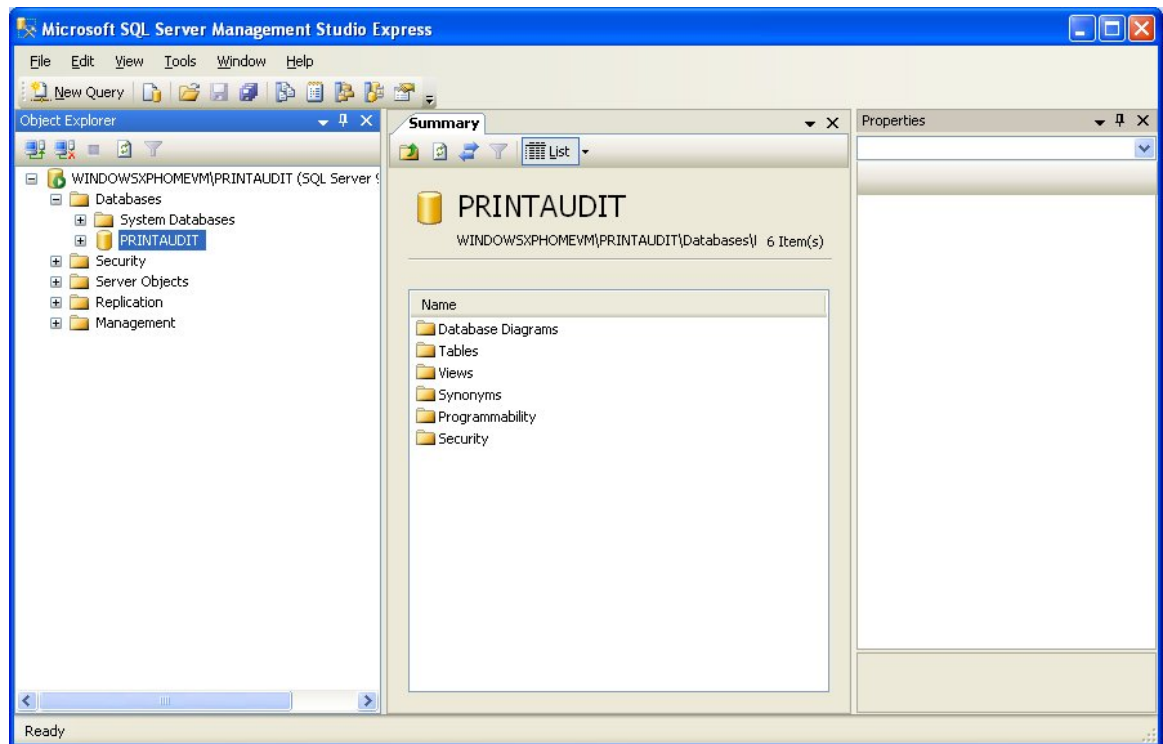 Microsoft SQL Server Management Studio Express
File Edit View Tools Window Help
New Query
Object Explorer
WINDOWSXPHOMEVM\PRINTAUDIT (SQL Server 9
Databases
System Databases
PRINTAUDIT
Security
Server Objects
Replication
Management
Summary
List
PRINTAUDIT
WINDOWSXPHOMEVM\PRINTAUDIT\Databases\ 6 Item(s)
Name
Database Diagrams
Tables
Views
Synonyms
Programmability
Security
Properties
Ready